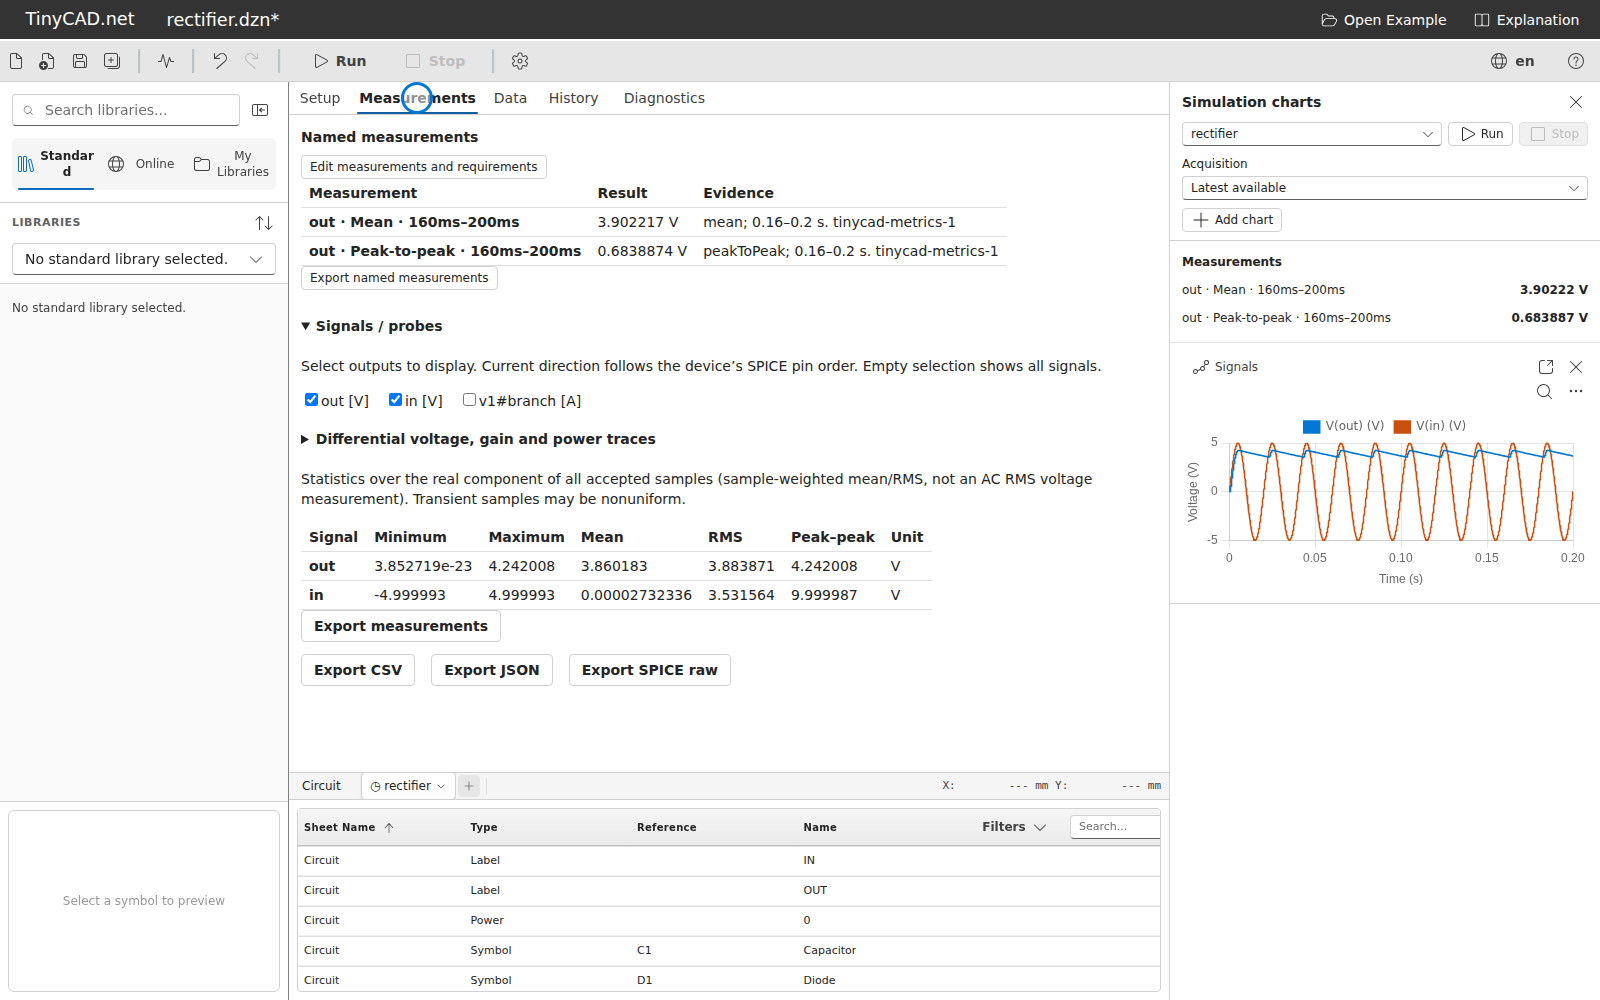 TinyCAD.net rectifier.dzn* Open Example Explanation
Run Stop en
Search libraries...
Standar
d
Online
My
Libraries
LIBRARIES
No standard library selected.
No standard library selected.
Select a symbol to preview
Setup Measurements Data History Diagnostics
Named measurements
Edit measurements and requirements
Measurement Result Evidence
out · Mean · 160ms–200ms 3.902217 V mean; 0.16–0.2 s. tinycad-metrics-1
out · Peak-to-peak · 160ms–200ms 0.6838874 V peakToPeak; 0.16–0.2 s. tinycad-metrics-1
Export named measurements
Signals / probes
Select outputs to display. Current direction follows the device’s SPICE pin order. Empty selection shows all signals.
out [V] in [V] v1#branch [A]
Differential voltage, gain and power traces
Statistics over the real component of all accepted samples (sample-weighted mean/RMS, not an AC RMS voltage
measurement). Transient samples may be nonuniform.
Signal Minimum Maximum Mean RMS Peak–peak Unit
out 3.852719e-23 4.242008 3.860183 3.883871 4.242008 V
in -4.999993 4.999993 0.00002732336 3.531564 9.999987 V
Export measurements
Export CSV Export JSON Export SPICE raw
Circuit rectifier X: --- mm Y: --- mm
Sheet Name Type Reference Name Filters Search...
Circuit Label IN
Circuit Label OUT
Circuit Power 0
Circuit Symbol C1 Capacitor
Circuit Symbol D1 Diode
Simulation charts
rectifier Run Stop
Acquisition
Latest available
Add chart
Measurements
out · Mean · 160ms–200ms 3.90222 V
out · Peak-to-peak · 160ms–200ms 0.683887 V
Signals
V(out) (V) V(in) (V)
Voltage (V)
5
0
-5
0 0.05 0.10 0.15 0.20
Time (s)